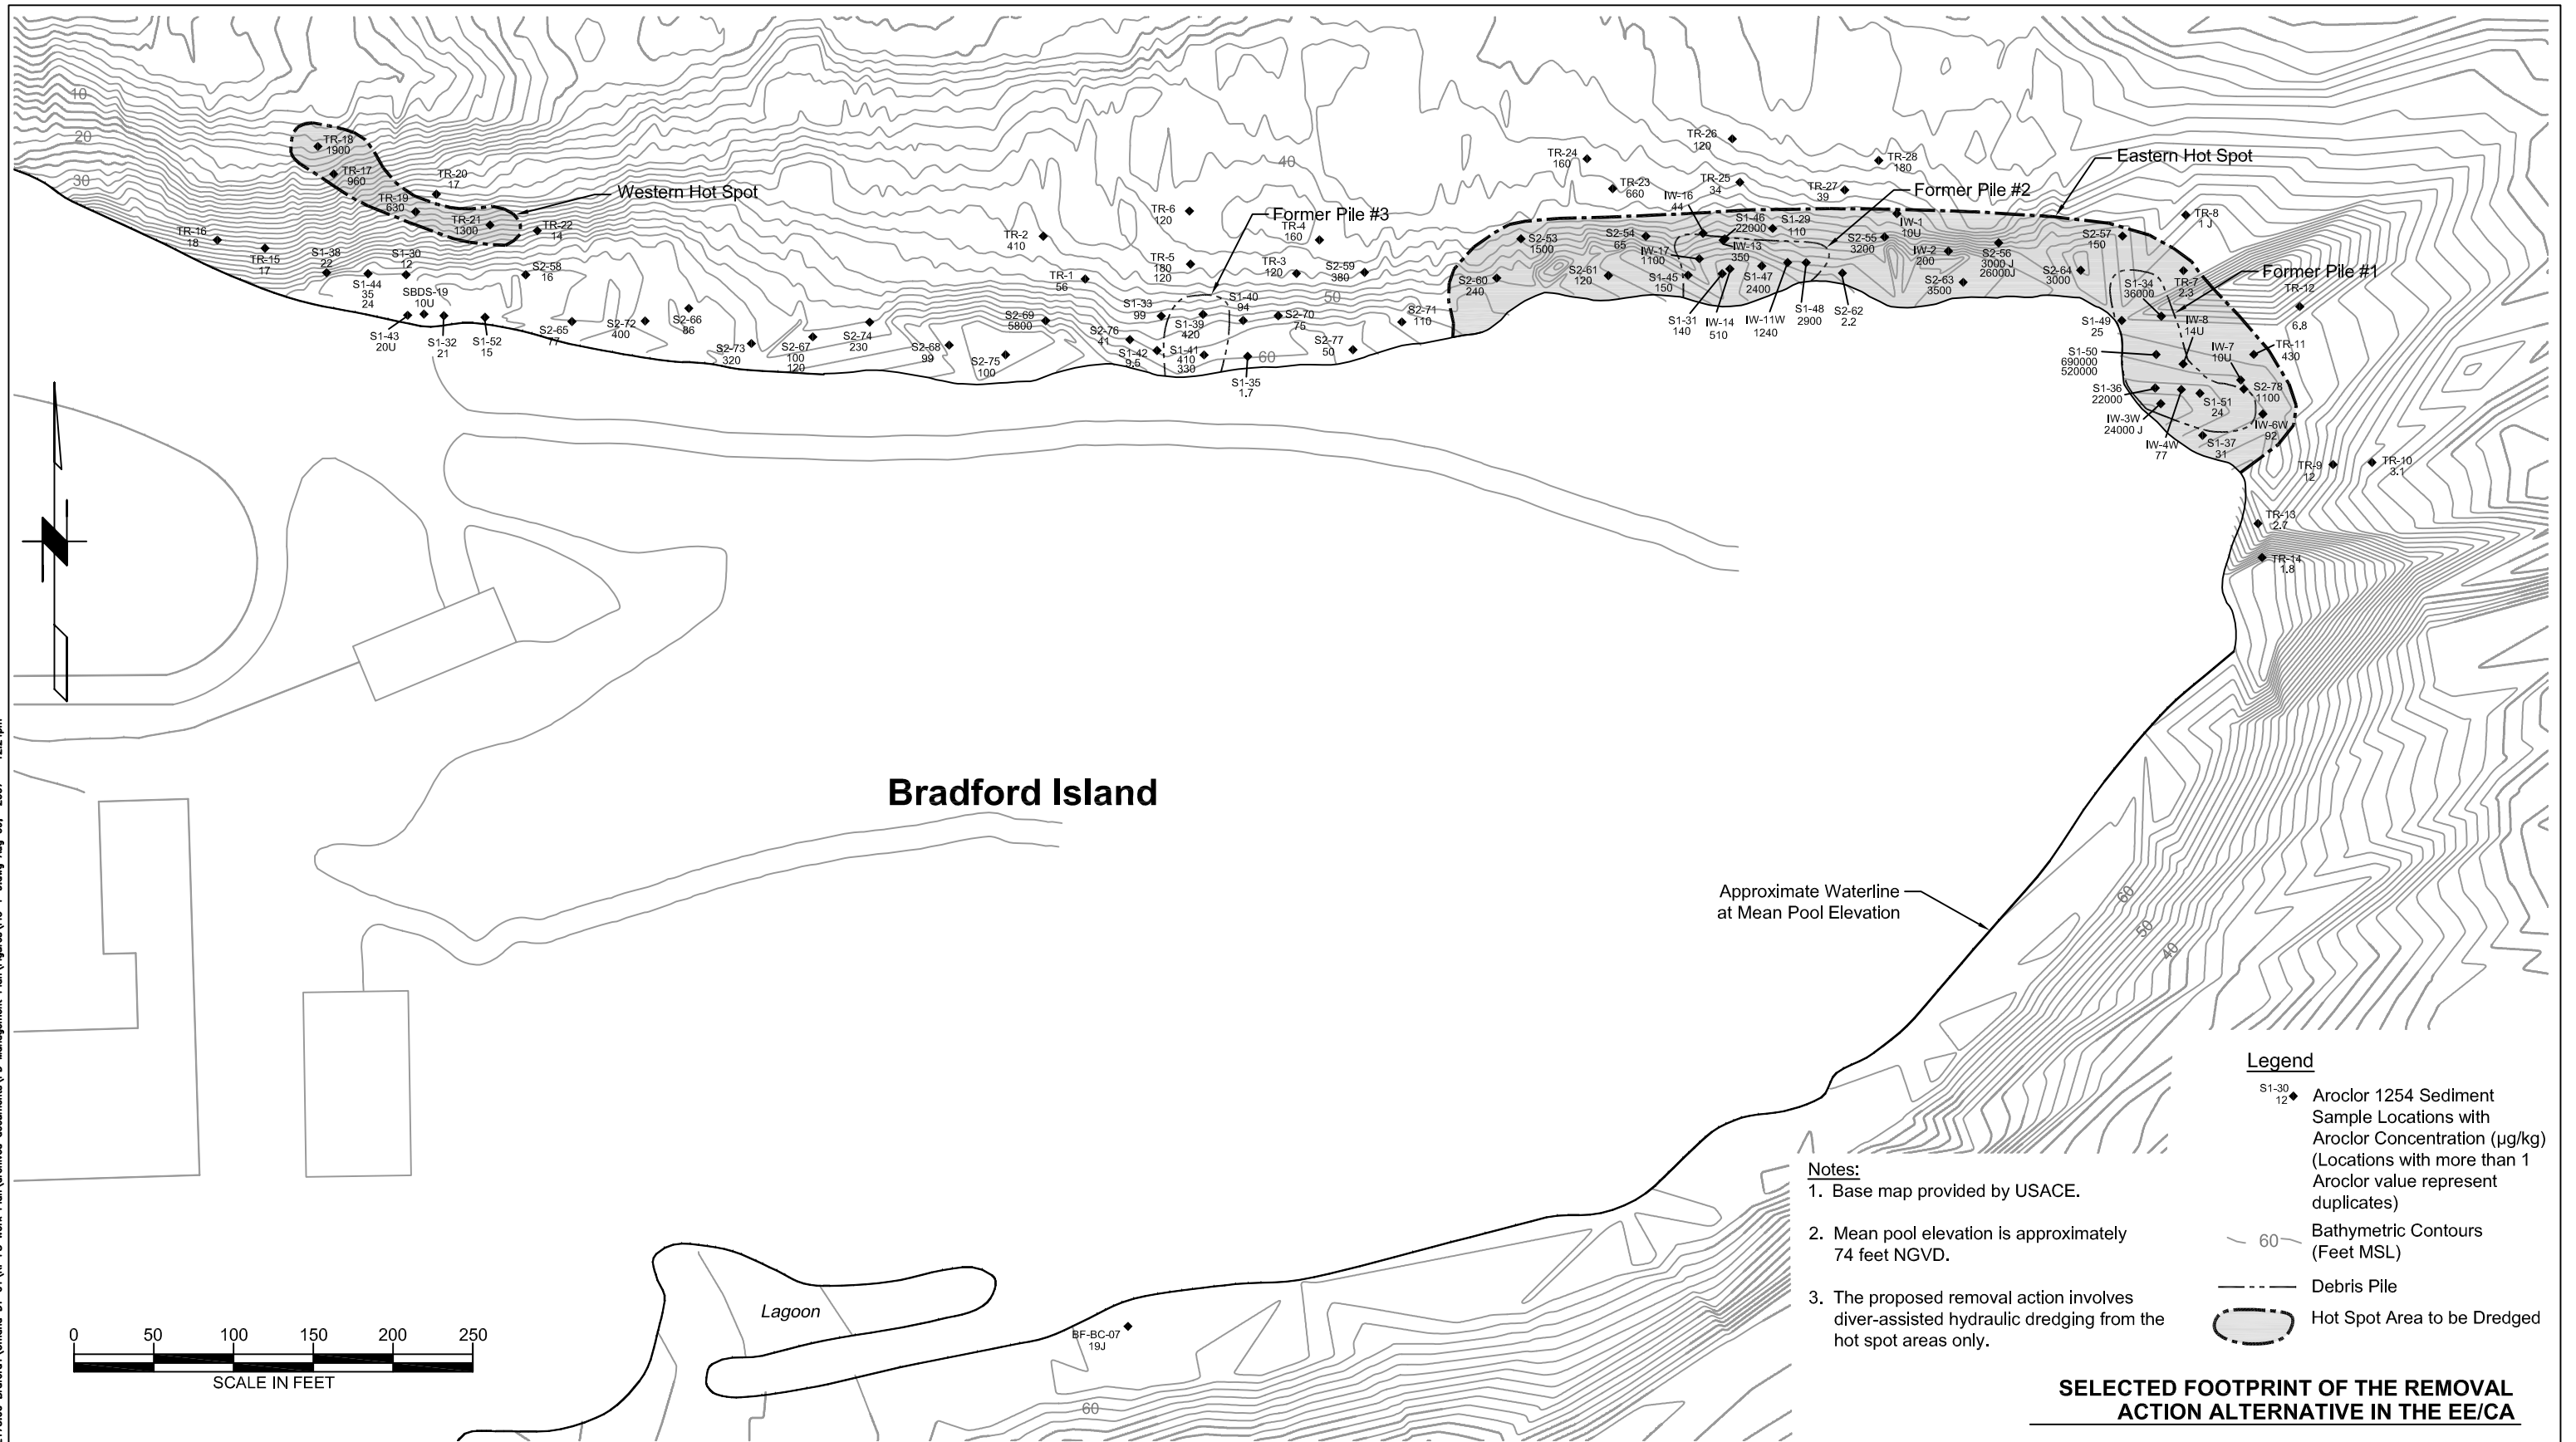 10
20
30
TR-18
1900
TR-17
960
TR-20
17
TR-19
630
TR-21
1300
TR-22
14
Western Hot Spot
TR-16
18
TR-15
17
S1-38
22
S1-30
12
S1-44
35
24
SBDS-19
10U
S1-43
20U
S1-32
21
S1-52
15
S2-58
16
S2-65
77
S2-72
400
S2-66
86
S2-73
320
S2-67
100
120
S2-74
230
S2-68
99
S2-69
5800
S2-75
100
TR-2
410
TR-1
56
TR-6
120
TR-5
180
120
Former Pile #3
TR-4
160
TR-3
120
S2-59
380
40
50
S1-33
99
S1-40
94
S1-39
420
S2-70
75
S2-76
41
S1-42
9.5
S1-41
410
330
60
S1-35
1.7
S2-77
50
S2-71
110
TR-24
160
TR-23
660
TR-26
120
TR-25
34
TR-28
180
TR-27
39
Former Pile #2
Eastern Hot Spot
IW-16
44
S1-46
22000
S1-29
110
IW-1
10U
S2-53
1500
S2-54
65
IW-17
1100
IW-13
350
S2-55
3200
IW-2
200
S2-56
3000 J
26000J
S2-57
150
S2-60
240
S2-61
120
S1-45
150
S1-47
2400
S2-63
3500
S2-64
3000
S1-31
140
IW-14
510
IW-11W
1240
S1-48
2900
S2-62
2.2
TR-8
1 J
Former Pile #1
S1-34
36000
TR-7
2.3
TR-12
6.8
S1-49
25
IW-8
14U
S1-50
690000
520000
IW-7
10U
TR-11
430
S1-36
22000
S2-78
1100
S1-51
24
IW-3W
24000 J
IW-4W
77
S1-37
31
IW-6W
92
TR-9
12
TR-10
3.1
TR-13
2.7
TR-14
1.8
Bradford Island
Approximate Waterline
at Mean Pool Elevation
60
50
40
Lagoon
BF-BC-07
19J
60
0 50 100 150 200 250
SCALE IN FEET
Notes:
1. Base map provided by USACE.
2. Mean pool elevation is approximately
74 feet NGVD.
3. The proposed removal action involves
diver-assisted hydraulic dredging from the
hot spot areas only.
Legend
S1-30
12
Aroclor 1254 Sediment
Sample Locations with
Aroclor Concentration (µg/kg)
(Locations with more than 1
Aroclor value represent
duplicates)
60
Bathymetric Contours
(Feet MSL)
Debris Pile
Hot Spot Area to be Dredged
SELECTED FOOTPRINT OF THE REMOVAL
ACTION ALTERNATIVE IN THE EE/CA